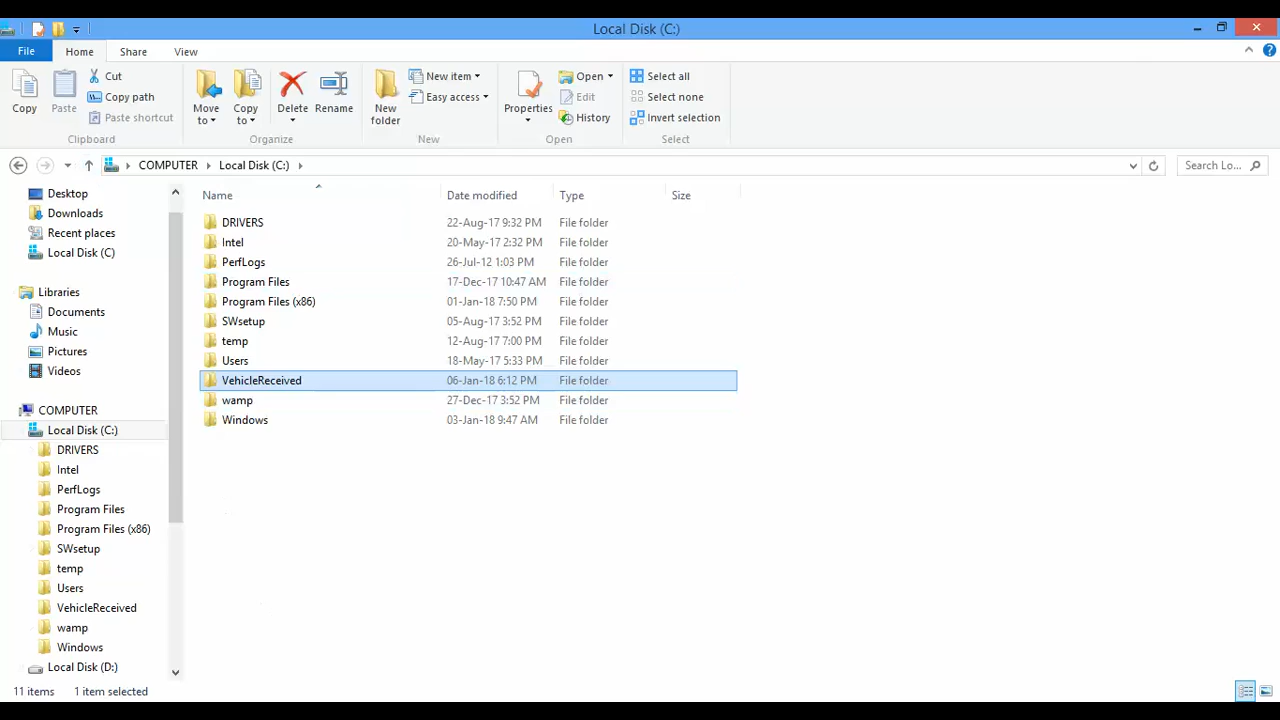 Local Disk (C:)
File Home Share View
Copy
Paste
Cut
Copy path
Paste shortcut
Clipboard
Move to
Copy to
Delete
Rename
Organize
New folder
New item
Easy access
New
Properties
Open
Edit
History
Open
Select all
Select none
Invert selection
Select
COMPUTER Local Disk (C:)
Search Lo...
Desktop
Downloads
Recent places
Local Disk (C)
Libraries
Documents
Music
Pictures
Videos
COMPUTER
Local Disk (C:)
DRIVERS
Intel
PerfLogs
Program Files
Program Files (x86)
SWsetup
temp
Users
VehicleReceived
wamp
Windows
Local Disk (D:)
Name Date modified Type Size
DRIVERS 22-Aug-17 9:32 PM File folder
Intel 20-May-17 2:32 PM File folder
PerfLogs 26-Jul-12 1:03 PM File folder
Program Files 17-Dec-17 10:47 AM File folder
Program Files (x86) 01-Jan-18 7:50 PM File folder
SWsetup 05-Aug-17 3:52 PM File folder
temp 12-Aug-17 7:00 PM File folder
Users 18-May-17 5:33 PM File folder
VehicleReceived 06-Jan-18 6:12 PM File folder
wamp 27-Dec-17 3:52 PM File folder
Windows 03-Jan-18 9:47 AM File folder
11 items 1 item selected